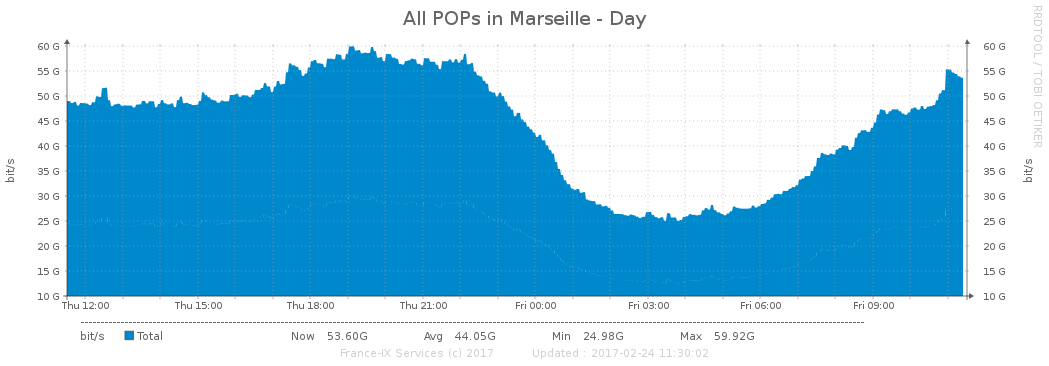 All POPs in Marseille - Day
RRDTOOL / TOBI OETIKER
60 G 60 G
55 G 55 G
50 G 50 G
45 G 45 G
40 G 40 G
35 G 35 G
30 G 30 G
25 G 25 G
20 G 20 G
15 G 15 G
10 G 10 G
bit/s bit/s
Thu 12:00 Thu 15:00 Thu 18:00 Thu 21:00 Fri 00:00 Fri 03:00 Fri 06:00 Fri 09:00
bit/s Total Now 53.60G Avg 44.05G Min 24.98G Max 59.92G
France-IX Services (c) 2017 Updated : 2017-02-24 11:30:02